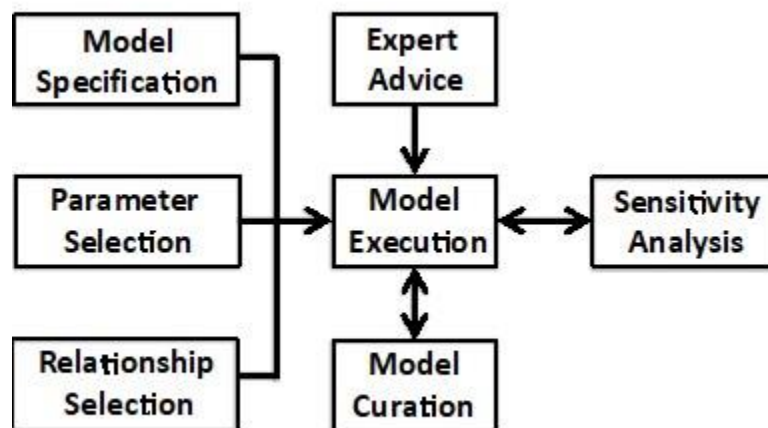 Model
Specification
Expert
Advice
Parameter
Selection
Model
Execution
Sensitivity
Analysis
Relationship
Selection
Model
Curation